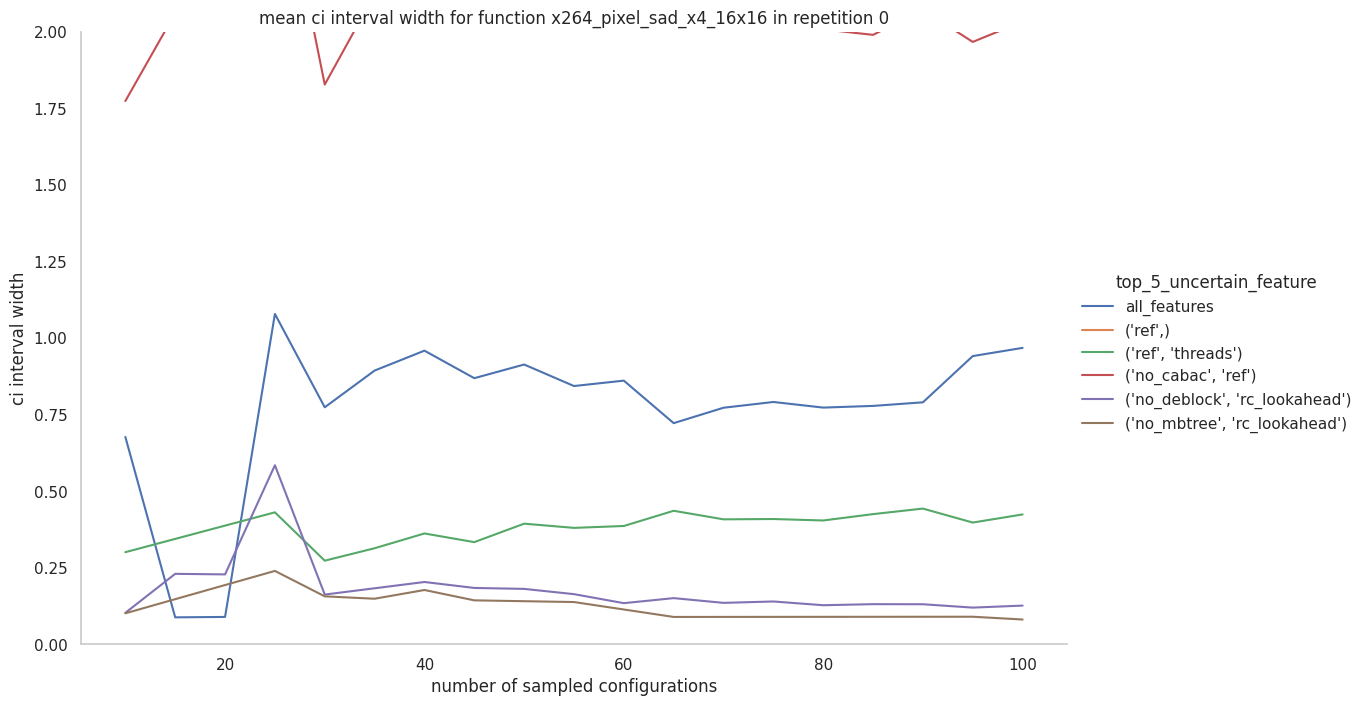 mean ci interval width for function x264_pixel_sad_x4_16x16 in repetition 0
2.00
1.75
1.50
1.25
1.00
0.75
0.50
0.25
0.00
ci interval width
20
40
60
80
100
number of sampled configurations
top_5_uncertain_feature
all_features
('ref',)
('ref', 'threads')
('no_cabac', 'ref')
('no_deblock', 'rc_lookahead')
('no_mbtree', 'rc_lookahead')